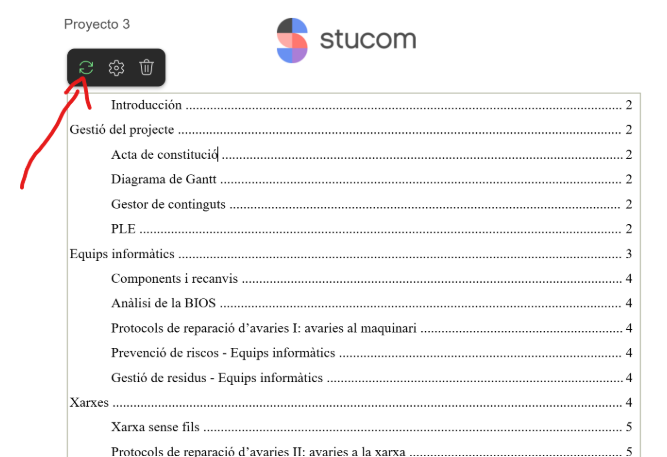 Proyecto 3
stucom
Introducción ........................................ 2
Gestió del projecte ........................................ 2
Acta de constitució ........................................ 2
Diagrama de Gantt ........................................ 2
Gestor de continguts ........................................ 2
PLE ........................................ 2
Equips informàtics ........................................ 3
Components i recanvis ........................................ 4
Anàlisi de la BIOS ........................................ 4
Protocols de reparació d’avaries I: avaries al maquinari ........................................ 4
Prevenció de riscos - Equips informàtics ........................................ 4
Gestió de residus - Equips informàtics ........................................ 4
Xarxes ........................................ 4
Xarxa sense fils ........................................ 5
Protocols de reparació d’avaries II: avaries a la xarxa ........................................ 5